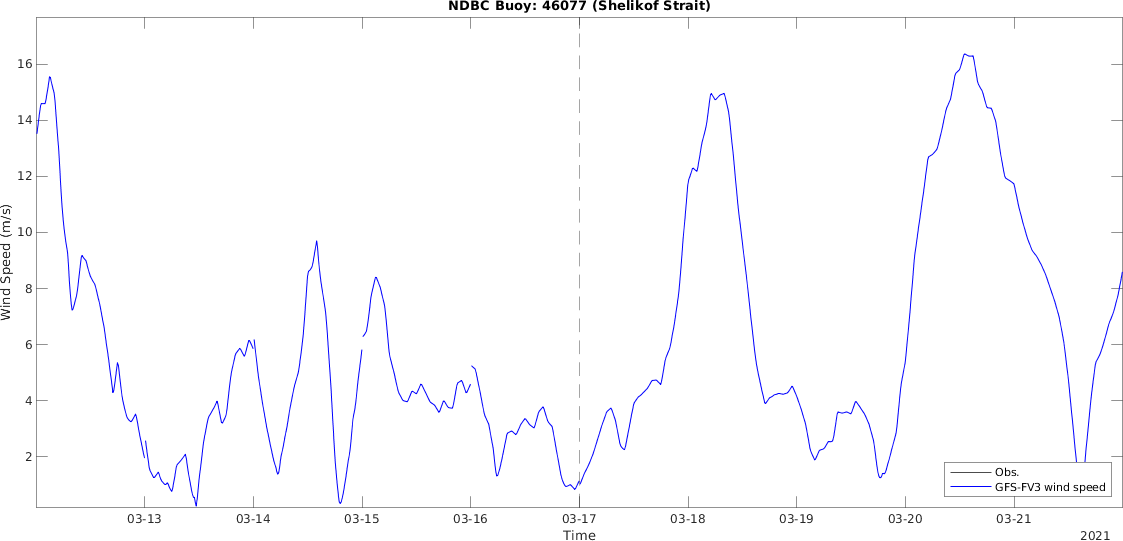 NDBC Buoy: 46077 (Shelikof Strait)
16
14
12
10
8
6
4
2
Wind Speed (m/s)
03-13 03-14 03-15 03-16 03-17 03-18 03-19 03-20 03-21
Time
2021
Obs.
GFS-FV3 wind speed